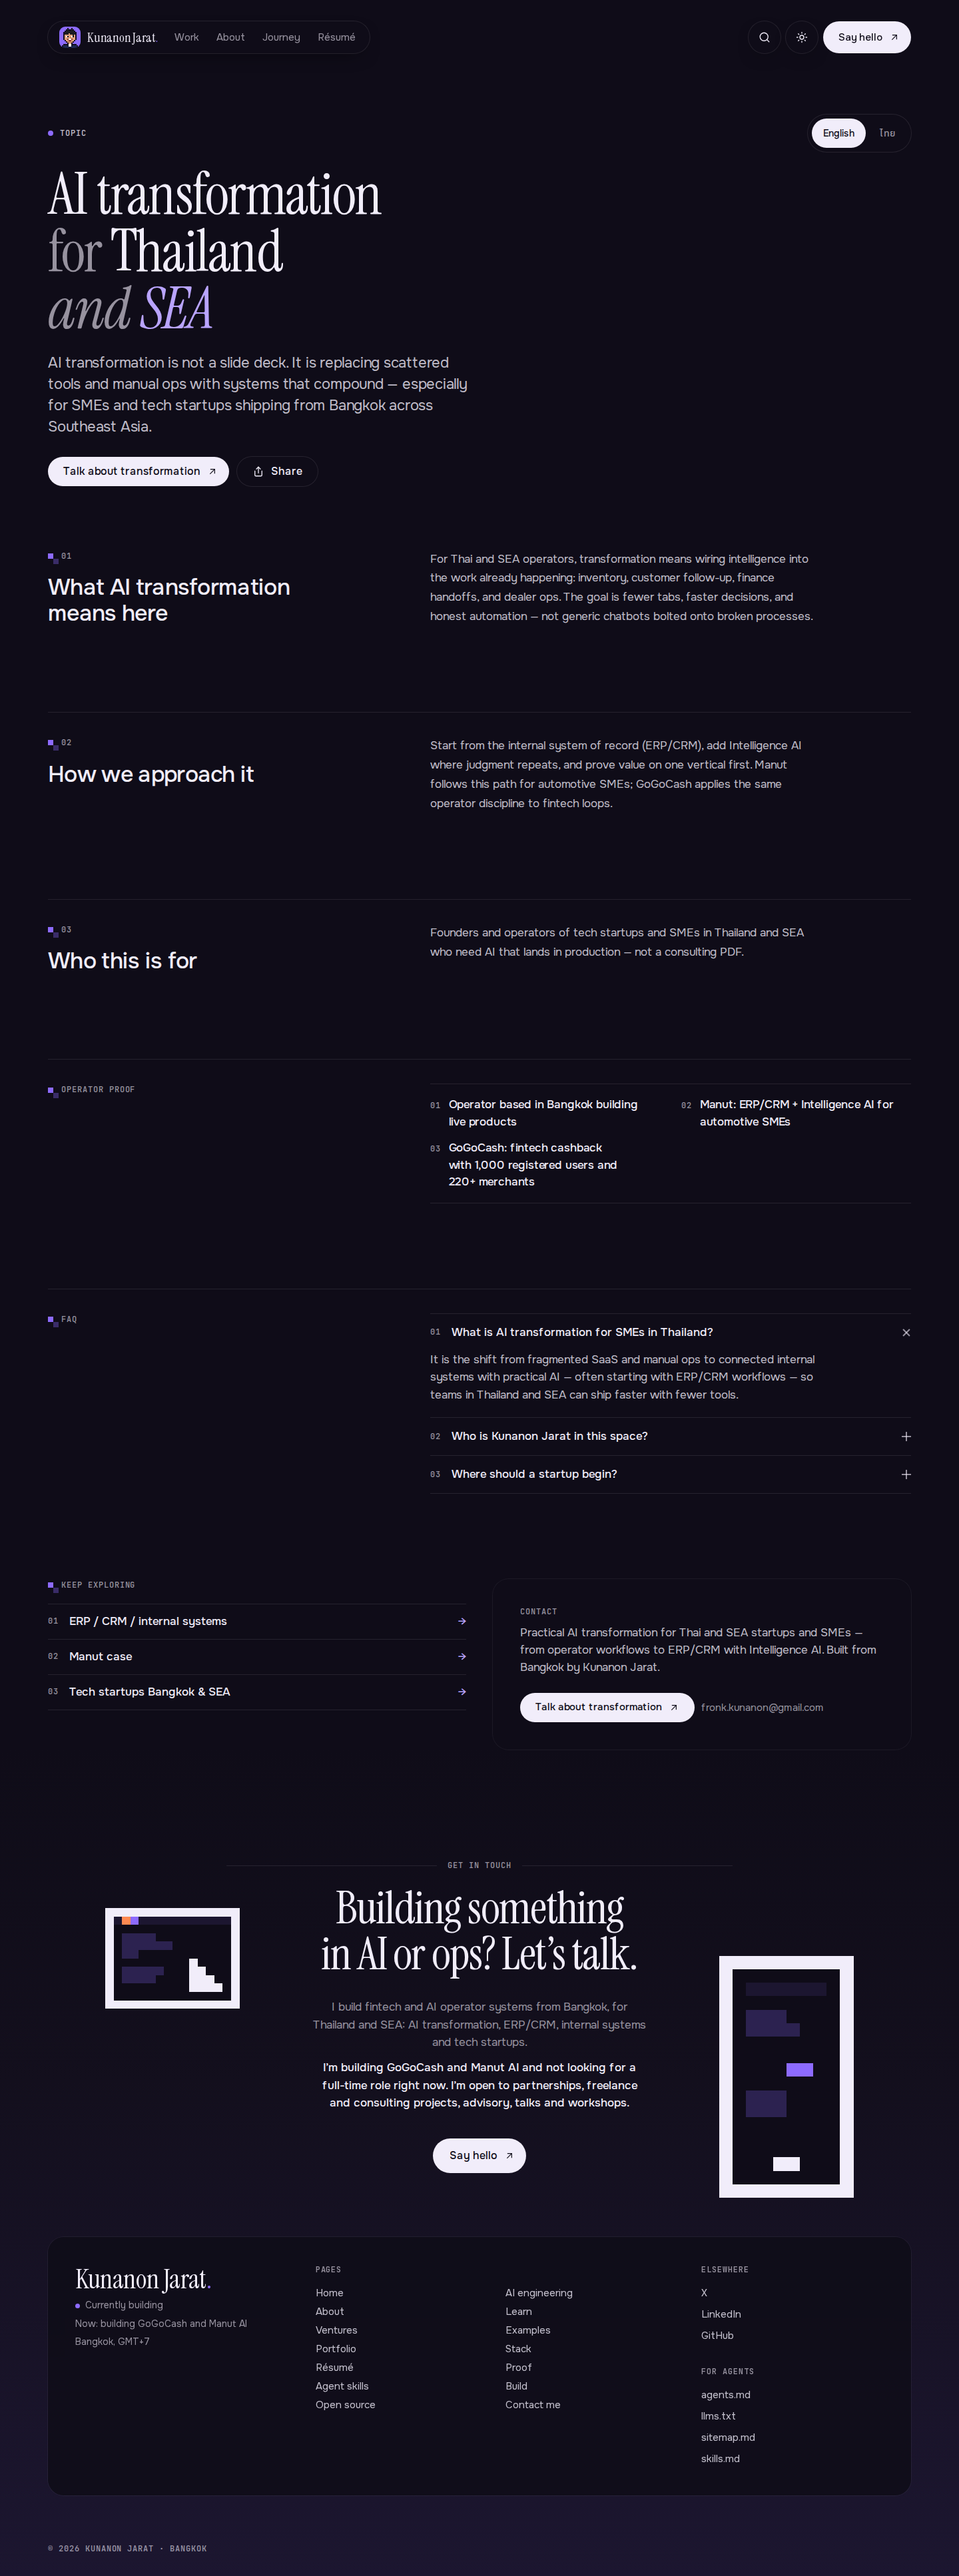 Kunanon Jarat.
Work
About
Journey
Résumé
Say hello
TOPIC
English
ไทย
AI transformation
for Thailand
and SEA
AI transformation is not a slide deck. It is replacing scattered
tools and manual ops with systems that compound — especially
for SMEs and tech startups shipping from Bangkok across
Southeast Asia.
Talk about transformation
Share
01
What AI transformation
means here
For Thai and SEA operators, transformation means wiring intelligence into
the work already happening: inventory, customer follow-up, finance
handoffs, and dealer ops. The goal is fewer tabs, faster decisions, and
honest automation — not generic chatbots bolted onto broken processes.
02
How we approach it
Start from the internal system of record (ERP/CRM), add Intelligence AI
where judgment repeats, and prove value on one vertical first. Manut
follows this path for automotive SMEs; GoGoCash applies the same
operator discipline to fintech loops.
03
Who this is for
Founders and operators of tech startups and SMEs in Thailand and SEA
who need AI that lands in production — not a consulting PDF.
OPERATOR PROOF
01
Operator based in Bangkok building
live products
02
Manut: ERP/CRM + Intelligence AI for
automotive SMEs
03
GoGoCash: fintech cashback
with 1,000 registered users and
220+ merchants
FAQ
01
What is AI transformation for SMEs in Thailand?
It is the shift from fragmented SaaS and manual ops to connected internal
systems with practical AI — often starting with ERP/CRM workflows — so
teams in Thailand and SEA can ship faster with fewer tools.
02
Who is Kunanon Jarat in this space?
03
Where should a startup begin?
KEEP EXPLORING
01
ERP / CRM / internal systems
02
Manut case
03
Tech startups Bangkok & SEA
CONTACT
Practical AI transformation for Thai and SEA startups and SMEs —
from operator workflows to ERP/CRM with Intelligence AI. Built from
Bangkok by Kunanon Jarat.
Talk about transformation
fronk.kunanon@gmail.com
GET IN TOUCH
Building something
in AI or ops? Let's talk.
I build fintech and AI operator systems from Bangkok, for
Thailand and SEA: AI transformation, ERP/CRM, internal systems
and tech startups.
I'm building GoGoCash and Manut AI and not looking for a
full-time role right now. I'm open to partnerships, freelance
and consulting projects, advisory, talks and workshops.
Say hello
Kunanon Jarat.
Currently building
Now: building GoGoCash and Manut AI
Bangkok, GMT+7
PAGES
Home
About
Ventures
Portfolio
Résumé
Agent skills
Open source
AI engineering
Learn
Examples
Stack
Proof
Build
Contact me
ELSEWHERE
X
LinkedIn
GitHub
FOR AGENTS
agents.md
llms.txt
sitemap.md
skills.md
© 2026 KUNANON JARAT · BANGKOK